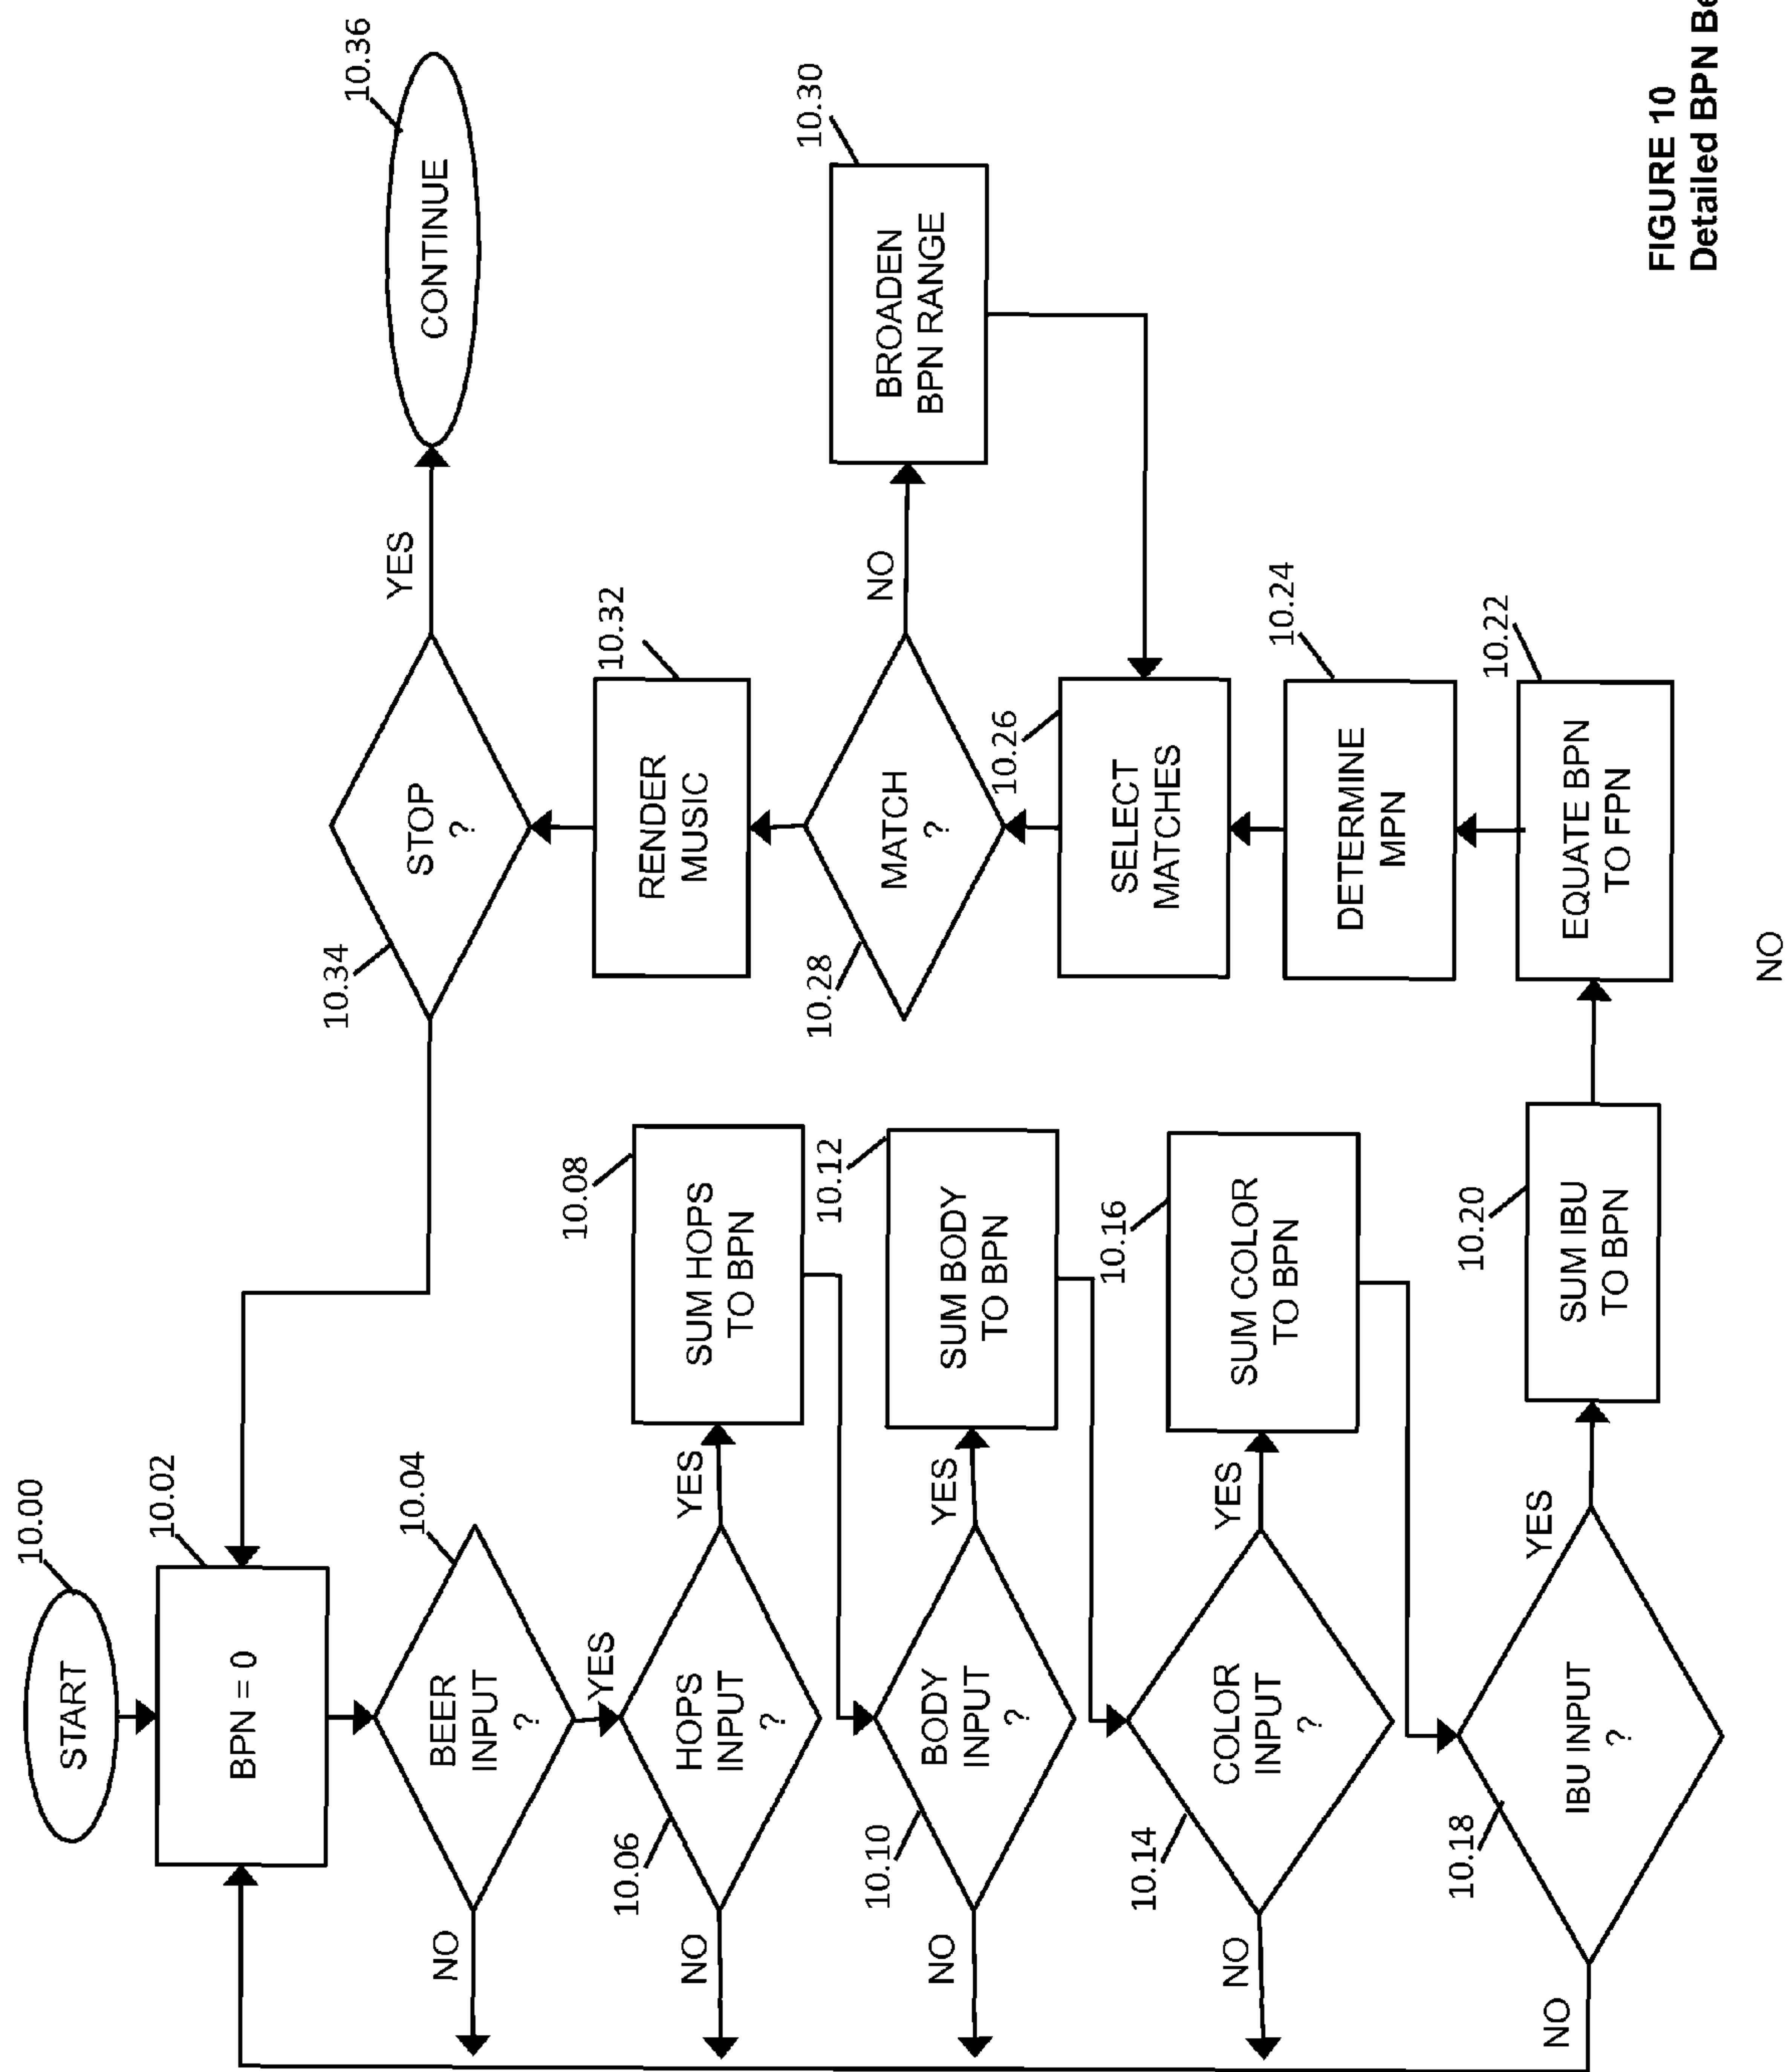 10.00
START
10.02
BPN = 0
10.04
BEER
INPUT
?
NO
YES
10.06
HOPS
INPUT
?
NO
YES
10.08
SUM HOPS
TO BPN
10.10
BODY
INPUT
?
NO
YES
10.12
SUM BODY
TO BPN
10.14
COLOR
INPUT
?
NO
YES
10.16
SUM COLOR
TO BPN
10.18
IBU INPUT
?
NO
YES
10.20
SUM IBU
TO BPN
10.22
EQUATE BPN
TO FPN
10.24
DETERMINE
MPN
10.26
SELECT
MATCHES
10.28
MATCH
?
NO
10.30
BROADEN
BPN RANGE
10.32
RENDER
MUSIC
10.34
STOP
?
YES
10.36
CONTINUE
NO
FIGURE 10
Detailed BPN Be